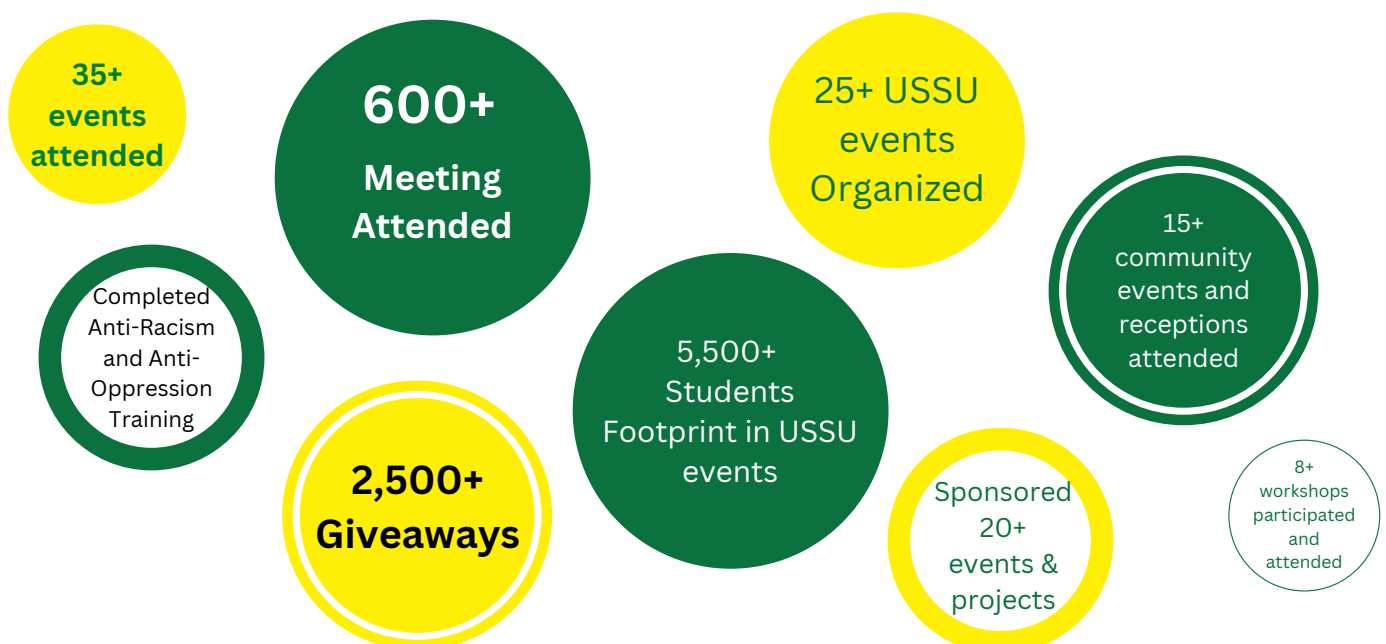 35+
events
attended
600+
Meeting
Attended
25+ USSU
events
Organized
15+
community
events and
receptions
attended
Completed
Anti-Racism
and Anti-
Oppression
Training
5,500+
Students
Footprint in USSU
events
2,500+
Giveaways
Sponsored
20+
events &
projects
8+
workshops
participated
and
attended